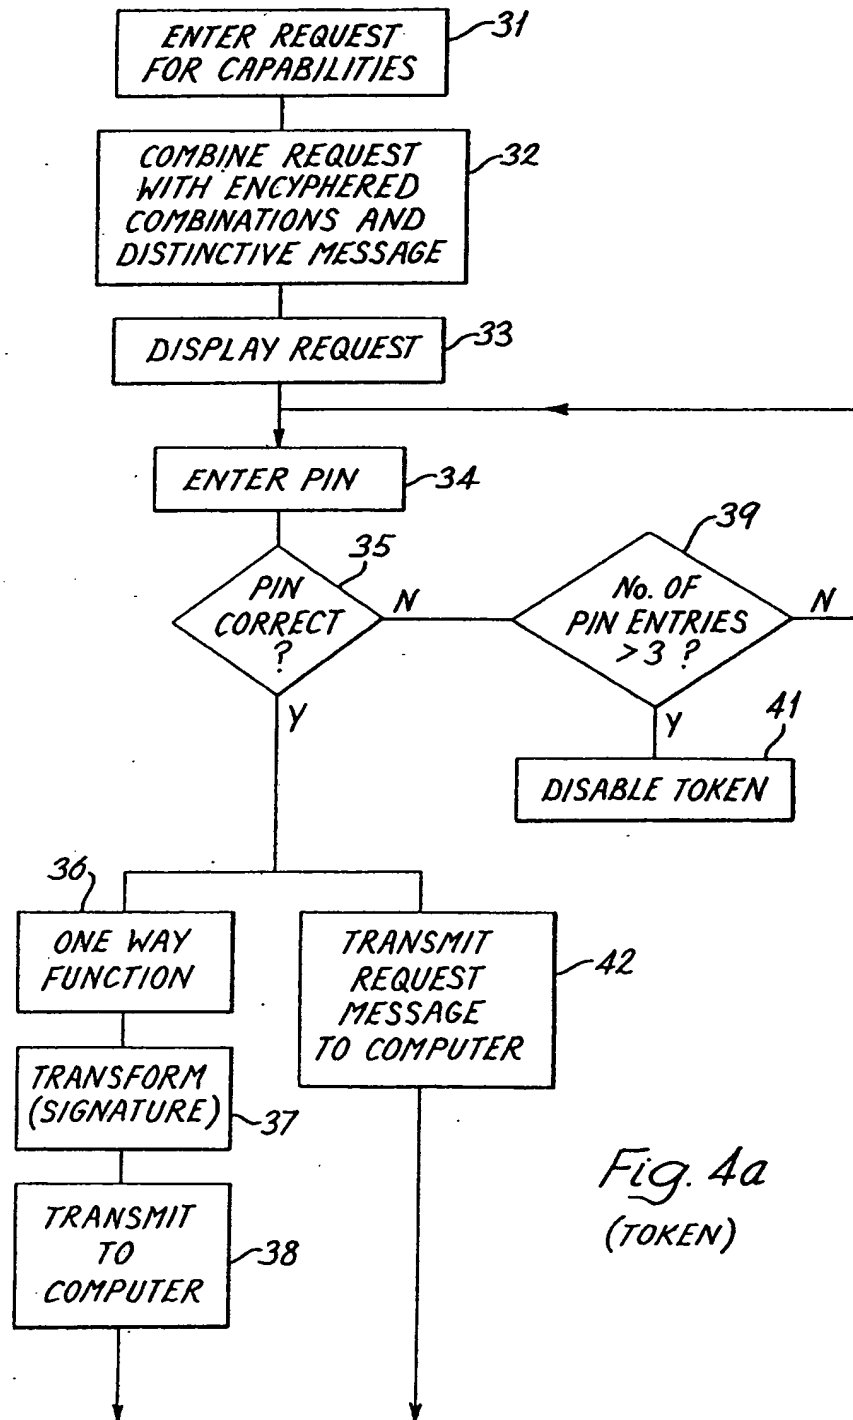 ENTER REQUEST
FOR CAPABILITIES
31
COMBINE REQUEST
WITH ENCYPHERED
COMBINATIONS AND
DISTINCTIVE MESSAGE
32
DISPLAY REQUEST
33
ENTER PIN
34
PIN
CORRECT
?
35
N
Y
No. OF
PIN ENTRIES
> 3 ?
39
N
Y
DISABLE TOKEN
41
36
ONE WAY
FUNCTION
TRANSMIT
REQUEST
MESSAGE
TO COMPUTER
42
TRANSFORM
(SIGNATURE)
37
TRANSMIT
TO
COMPUTER
38
Fig. 4a
(TOKEN)